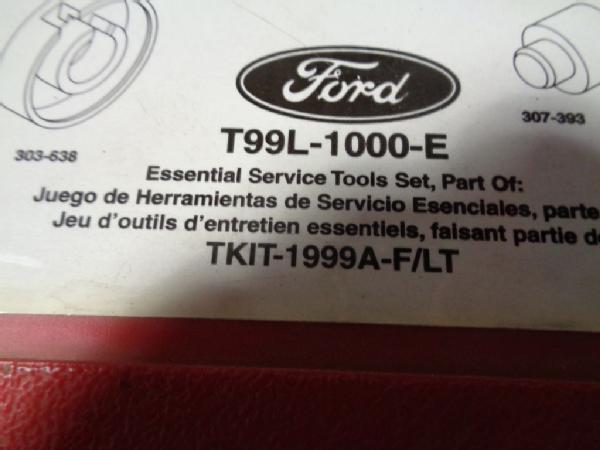 Ford
307-393
T99L-1000-E
303-638
Essential Service Tools Set, Part Of:
Juego de Herramientas de Servicio Esenciales, parte
Jeu d'outils d'entretien essentiels, faisant partie de
TKIT-1999A-F/LT